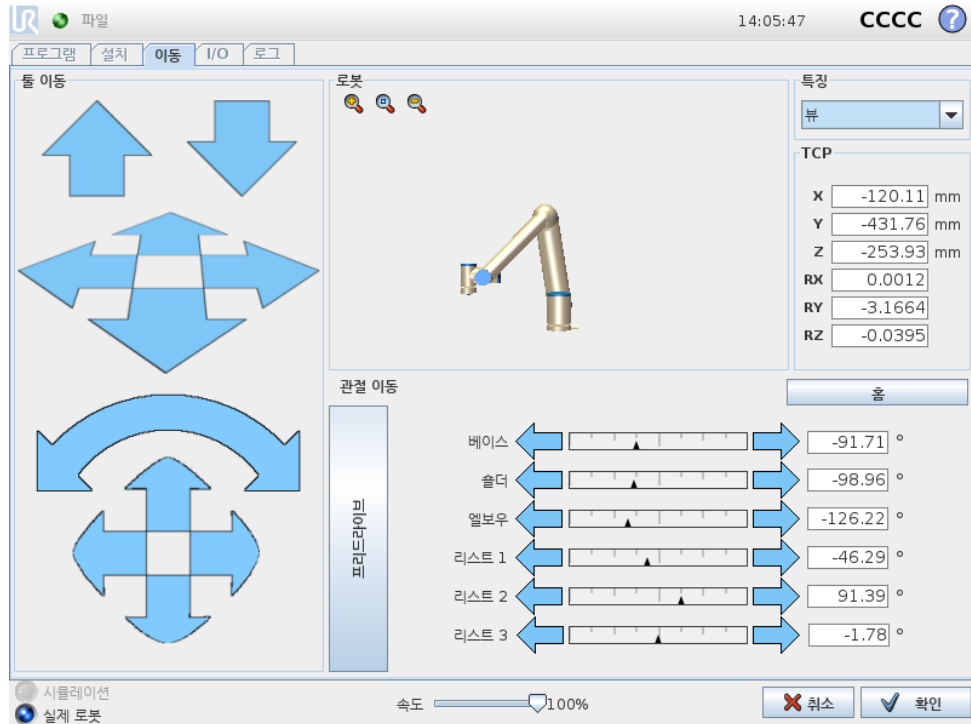 UR 파일 14:05:47 CCCC ?
프로그램 설치 이동 I/O 로그
툴 이동
로봇
특징
뷰
TCP
X -120.11 mm
Y -431.76 mm
Z -253.93 mm
RX 0.0012
RY -3.1664
RZ -0.0395
관절 이동
홈
프리드라이브
베이스 -91.71 °
숄더 -98.96 °
엘보우 -126.22 °
리스트 1 -46.29 °
리스트 2 91.39 °
리스트 3 -1.78 °
시뮬레이션
실제 로봇
속도 100%
취소 확인